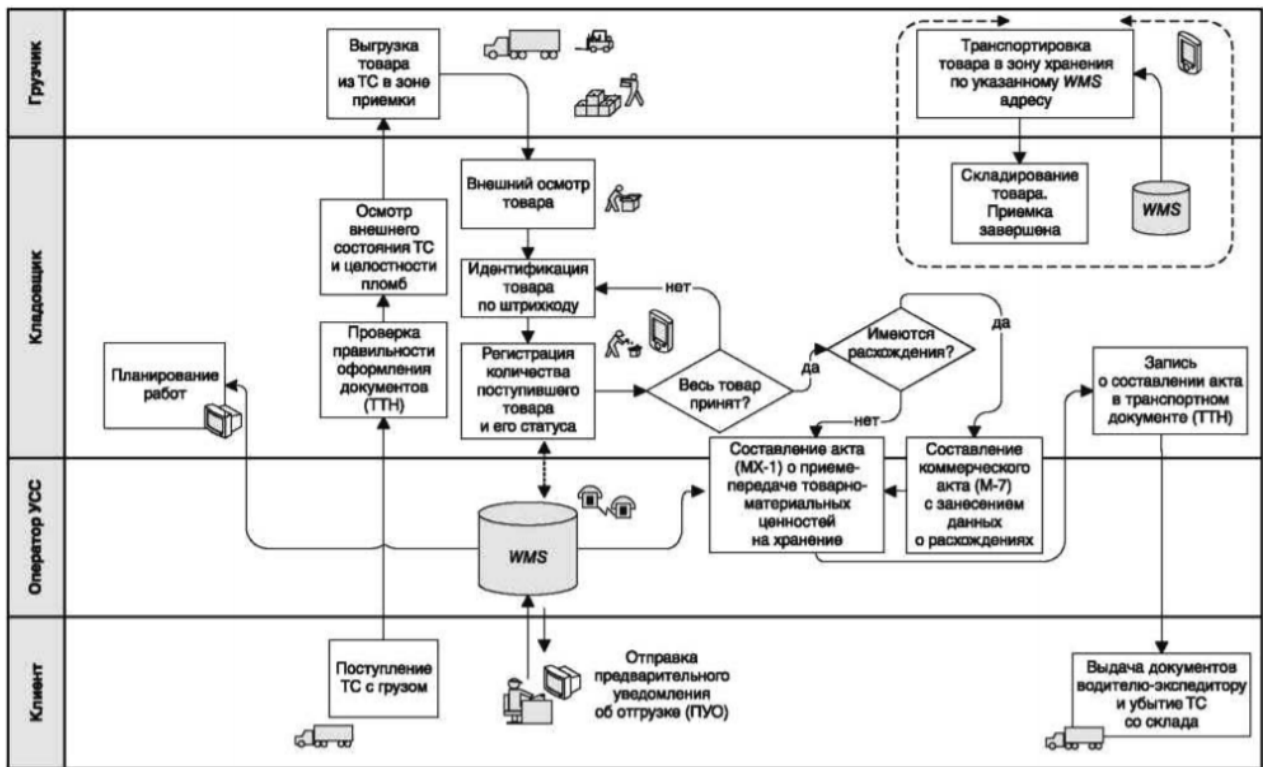 Грузчик
Выгрузка
товара
из ТС в зоне
приемки
Транспортировка
товара в зону хранения
по указанному WMS
адресу
Кладовщик
Внешний осмотр
товара
Складирование
товара.
Приемка
завершена
WMS
Осмотр
внешнего
состояния ТС
и целостности
пломб
Идентификация
товара
по штрихкоду
нет
Имеются
расхождения?
да
Планирование
работ
Проверка
правильности
оформления
документов
(ТТН)
Регистрация
количества
поступившего
товара
и его статуса
Весь товар
принят?
да
нет
Запись
о составлении акта
в транспортном
документе (ТТН)
Оператор УСС
WMS
Составление акта
(МХ-1) о приеме-
передаче товарно-
материальных
ценностей
на хранение
Составление
коммерческого
акта (М-7)
с занесением
данных
о расхождениях
Клиент
Поступление
ТС с грузом
Отправка
предварительного
уведомления
об отгрузке (ПУО)
Выдача документов
водителю-экспедитору
и убытие ТС
со склада